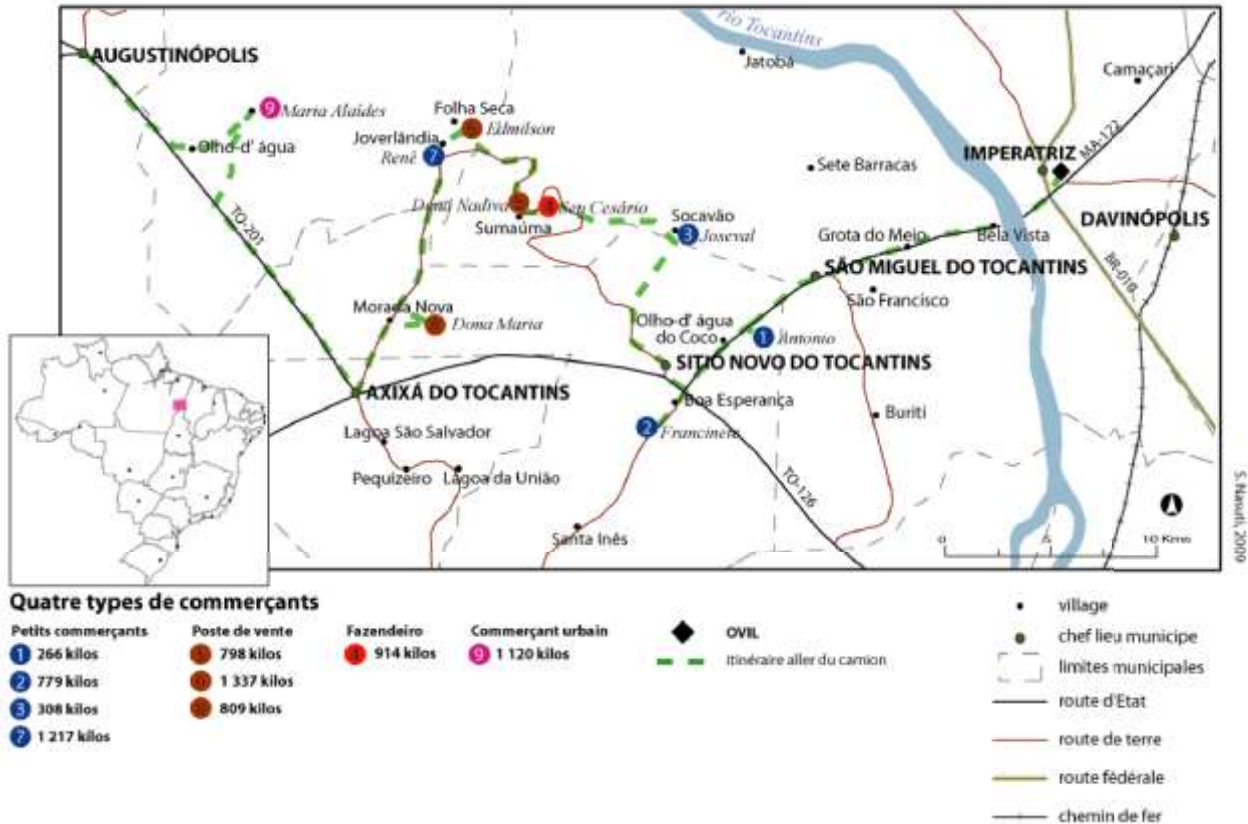 rio Tocantins
AUGUSTINÓPOLIS
Jatobá
Camaçari
9 Maria Alaídes
Folha Seca
6 Edmilson
MA-122
Joverlândia
Olho-d' água
Renê 7
IMPERATRIZ
Sete Barracas
Seu Cesário
Socavão
DAVINÓPOLIS
Sumaúma
3 Joseval
TO-201
Grota do Meio
Bela Vista
BR-010
SÃO MIGUEL DO TOCANTINS
São Francisco
Morada Nova
Dona Maria
Olho-d' água
do Coco
1 Antonio
SITIO NOVO DO TOCANTINS
AXIXÁ DO TOCANTINS
Boa Esperança
Buriti
2
Lagoa São Salvador
Pequizeiro
Lagoa da União
TO-126
Santa Inês
0 5 10 Kms
S. Nasuti, 2009
Quatre types de commerçants
Petits commerçants
1 266 kilos
2 779 kilos
3 308 kilos
7 1 217 kilos
Poste de vente
798 kilos
1 337 kilos
809 kilos
Fazendeiro
914 kilos
Commerçant urbain
9 1 120 kilos
OVIL
Itinéraire aller du camion
village
chef lieu municipe
limites municipales
route d'Etat
route de terre
route fédérale
chemin de fer